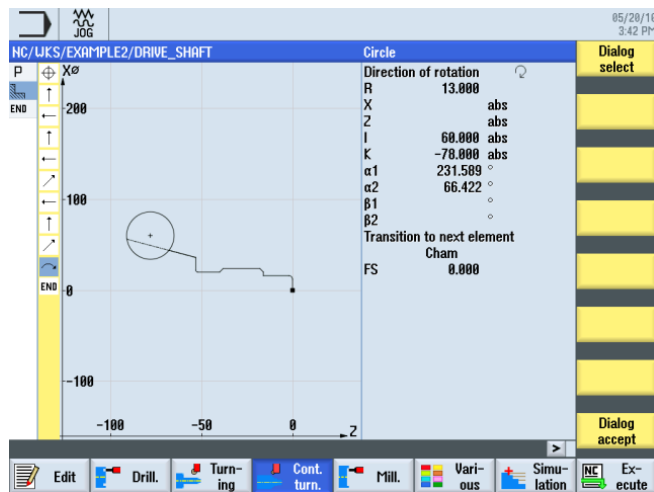 JOG
05/20/16
3:42 PM
NC/WKS/EXAMPLE2/DRIVE_SHAFT
Circle
Dialog
select
P
END
XØ
200
100
0
-100
-100
-50
0
Z
END
Direction of rotation
R 13.000
X abs
Z abs
I 60.000 abs
K -78.000 abs
α1 231.589 °
α2 66.422 °
β1 °
β2 °
Transition to next element
Cham
FS 0.000
Dialog
accept
>
Edit
Drill.
Turn-
ing
Cont.
turn.
Mill.
Vari-
ous
Simu-
lation
NC
Ex-
ecute